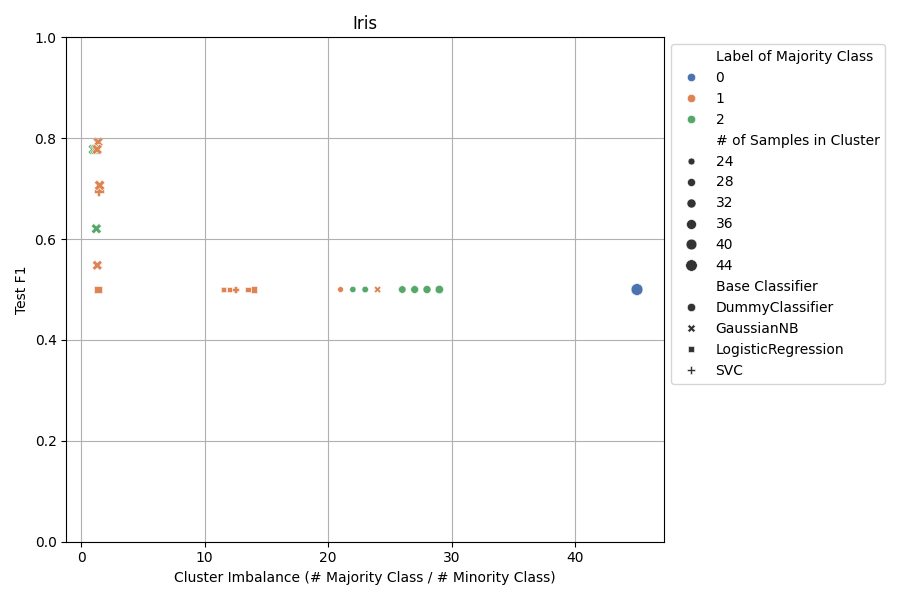 Iris
1.0
0.8
0.6
0.4
0.2
0.0
Test F1
0
10
20
30
40
Cluster Imbalance (# Majority Class / # Minority Class)
Label of Majority Class
0
1
2
# of Samples in Cluster
24
28
32
36
40
44
Base Classifier
DummyClassifier
GaussianNB
LogisticRegression
SVC